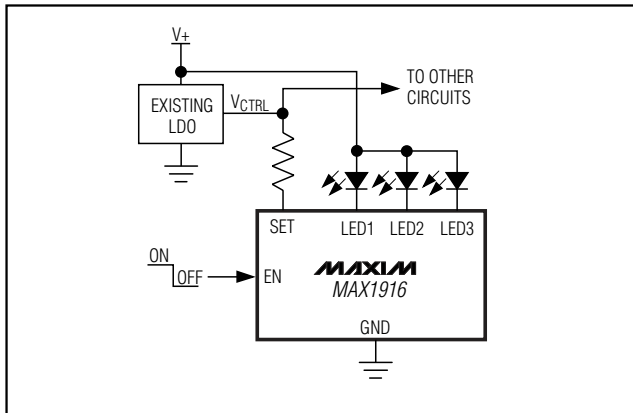 V+
TO OTHER
CIRCUITS
EXISTING
LDO
VCTRL
SET
LED1
LED2
LED3
ON
OFF
EN
MAXIM
MAX1916
GND